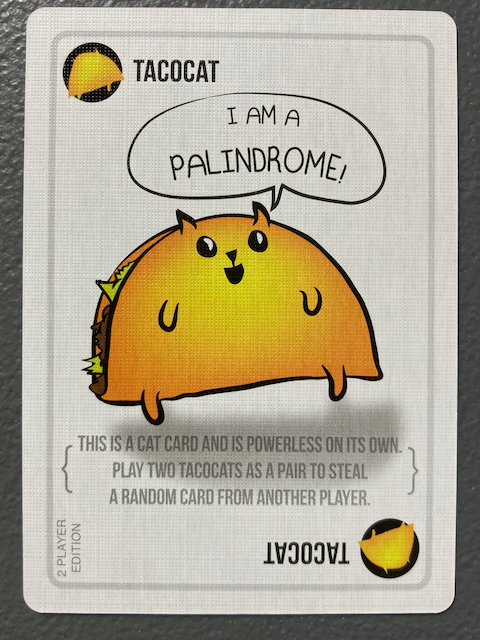 TACOCAT
I AM A
PALINDROME!
THIS IS A CAT CARD AND IS POWERLESS ON ITS OWN.
PLAY TWO TACOCATS AS A PAIR TO STEAL
A RANDOM CARD FROM ANOTHER PLAYER.
2 PLAYER
EDITION
TACOCAT